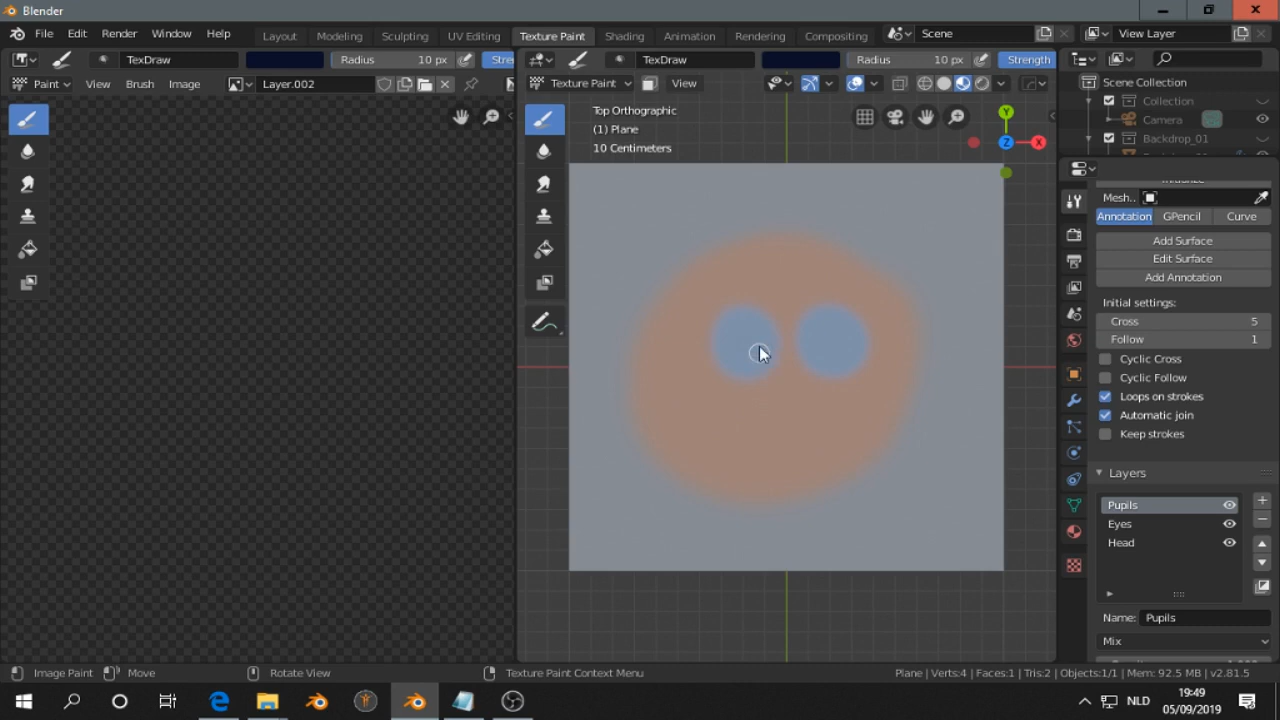 Blender
File Edit Render Window Help
Layout Modeling Sculpting UV Editing Texture Paint Shading Animation Rendering Compositing
Scene
View Layer
TexDraw Radius 10 px
TexDraw Radius 10 px Strength
Paint View Brush Image Layer.002
Texture Paint View
Top Orthographic
(1) Plane
10 Centimeters
Y
Z
X
Scene Collection
Collection
Camera
Backdrop_01
Mesh..
Annotation GPencil Curve
Add Surface
Edit Surface
Add Annotation
Initial settings:
Cross 5
Follow 1
Cyclic Cross
Cyclic Follow
Loops on strokes
Automatic join
Keep strokes
Layers
Pupils
Eyes
Head
Name: Pupils
Mix
Image Paint Move Rotate View Texture Paint Context Menu Plane | Verts:4 | Faces:1 | Tris:2 | Objects:1/1 | Mem: 92.5 MB | v2.81.5
NLD
19:49
05/09/2019